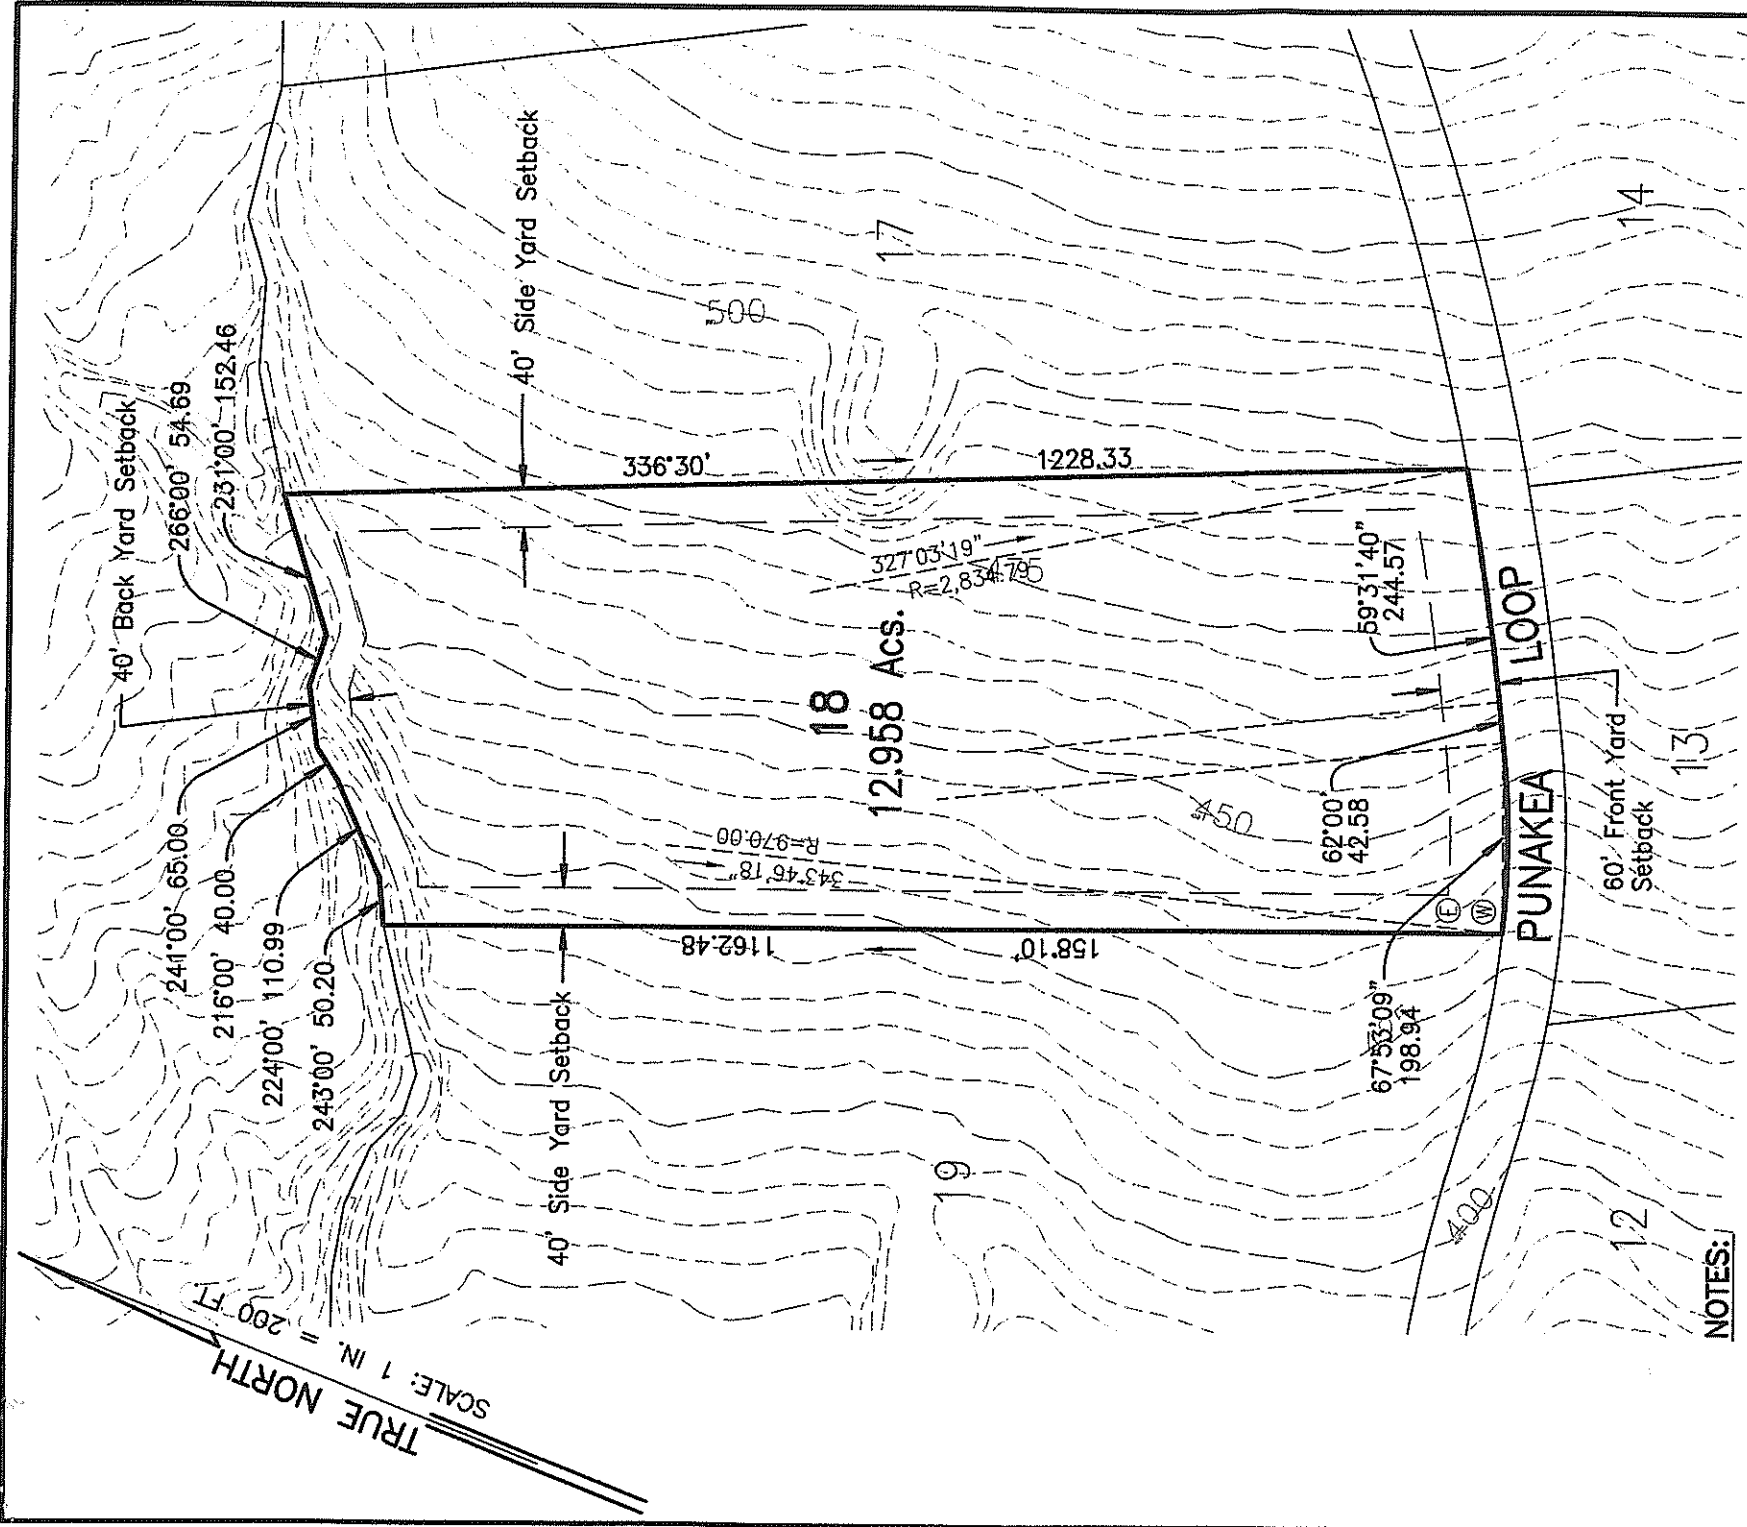 TRUE NORTH
SCALE: 1 IN. = 200 FT.
40' Back Yard Setback
266°00' 54.69
231°00' 152.46
241°00' 65.00
216°00' 40.00
224°00' 110.99
243°00' 50.20
40' Side Yard Setback
336°30' 1228.33
500
17
14
327°03'19"
R=2,834.79
475
18
12.958 Acs.
R=970.00
343°46'18"
158°10' 1162.48
40' Side Yard Setback
19
450
59°31'40"
244.57
62°00'
42.58
67°53'09"
198.94
E
W
PUNAKEA LOOP
60' Front Yard
Setback
13
12
400
NOTES: